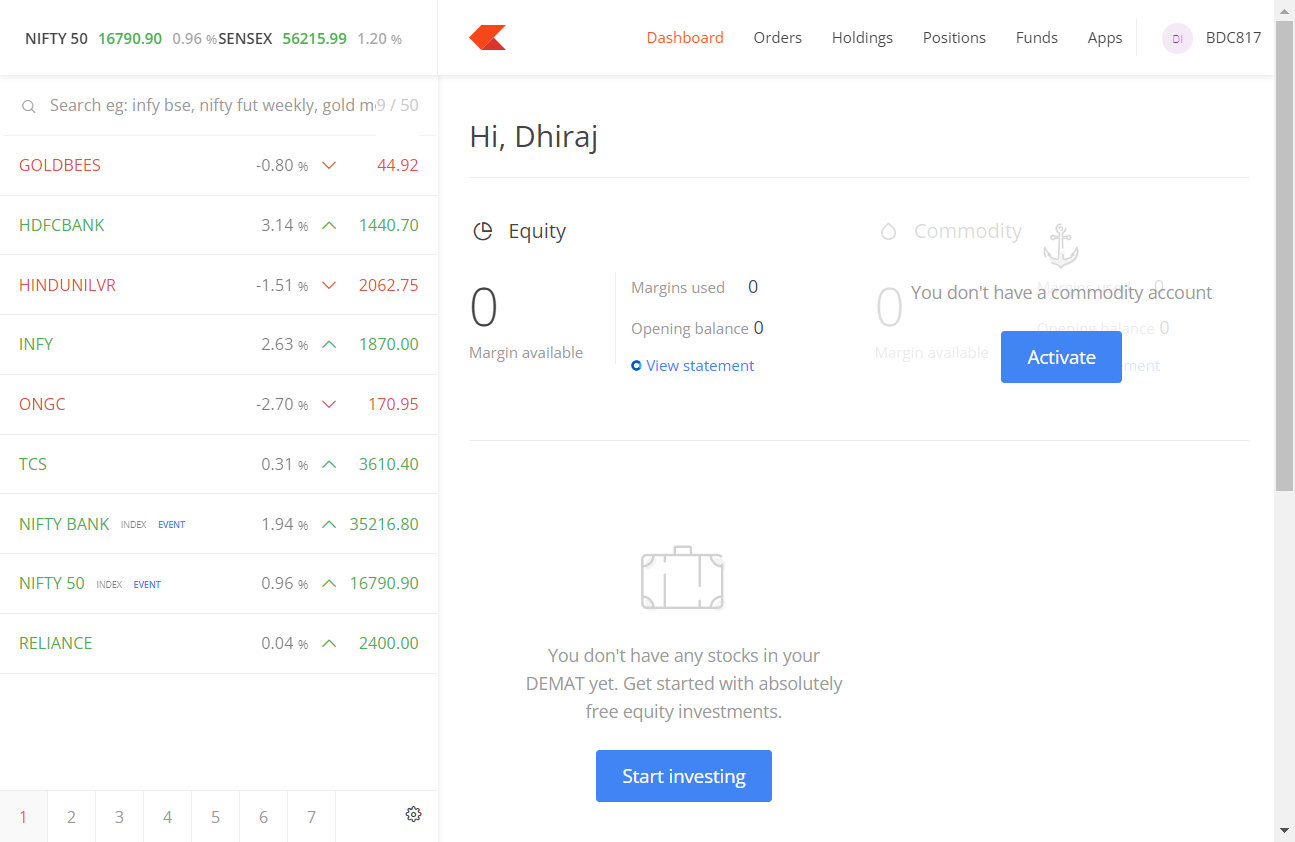 NIFTY 50 16790.90 0.96 % SENSEX 56215.99 1.20 %
Dashboard Orders Holdings Positions Funds Apps DI BDC817
Search eg: infy bse, nifty fut weekly, gold m 9 / 50
GOLDBEES -0.80 % 44.92
HDFCBANK 3.14 % 1440.70
HINDUNILVR -1.51 % 2062.75
INFY 2.63 % 1870.00
ONGC -2.70 % 170.95
TCS 0.31 % 3610.40
NIFTY BANK INDEX EVENT 1.94 % 35216.80
NIFTY 50 INDEX EVENT 0.96 % 16790.90
RELIANCE 0.04 % 2400.00
1 2 3 4 5 6 7
Hi, Dhiraj
Equity
0
Margin available
Margins used 0
Opening balance 0
View statement
Commodity
0
Margin available
Margins used 0
Opening balance 0
You don't have a commodity account
Activate
You don't have any stocks in your
DEMAT yet. Get started with absolutely
free equity investments.
Start investing